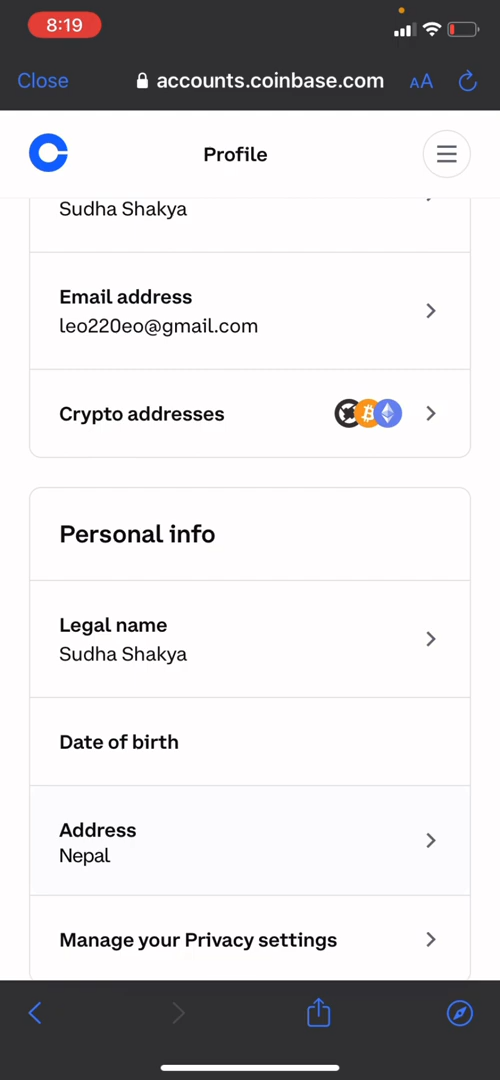 8:19
Close
accounts.coinbase.com
AA
Profile
Sudha Shakya
Email address
leo220eo@gmail.com
Crypto addresses
Personal info
Legal name
Sudha Shakya
Date of birth
Address
Nepal
Manage your Privacy settings